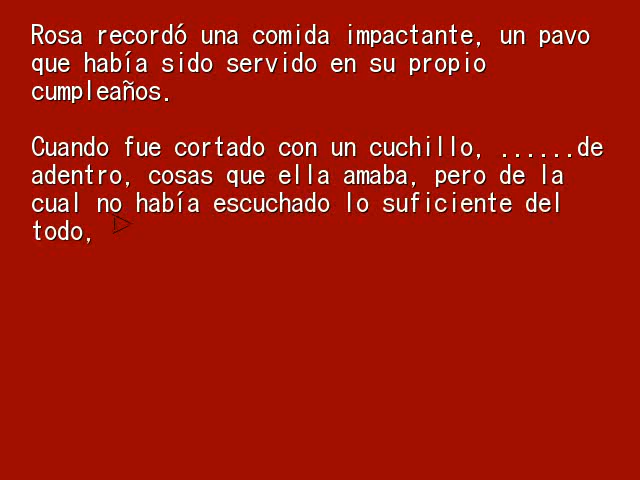 Rosa recordó una comida impactante, un pavo
que había sido servido en su propio
cumpleaños.
Cuando fue cortado con un cuchillo, ......de
adentro, cosas que ella amaba, pero de la
cual no había escuchado lo suficiente del
todo,